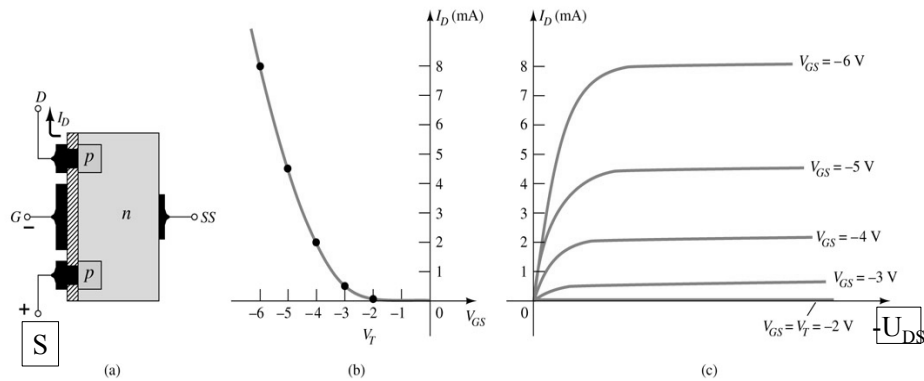 D
I_D
p
G
–
n
SS
p
+
S
(a)
I_D (mA)
8
7
6
5
4
3
2
1
0
–6
–5
–4
–3
–2
–1
V_GS
V_T
(b)
I_D (mA)
8
7
6
5
4
3
2
1
0
V_GS = –6 V
V_GS = –5 V
V_GS = –4 V
V_GS = –3 V
V_GS = V_T = –2 V
-U_DS
(c)